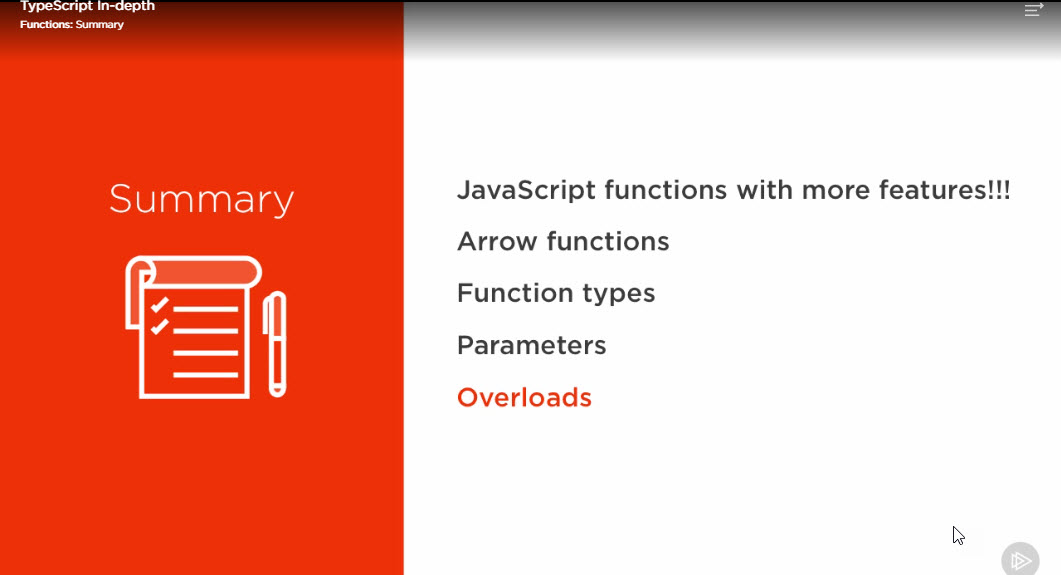 TypeScript In-depth
Functions: Summary
Summary
JavaScript functions with more features!!!
Arrow functions
Function types
Parameters
Overloads